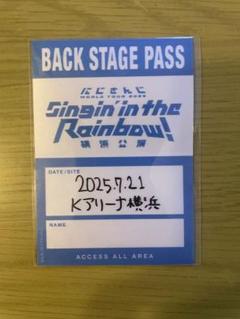 BACK STAGE PASS
にじさんじ
WORLD TOUR 2025
Singin' in the
Rainbow!
横浜公演
DATE/SITE
2025.7.21
Kアリーナ横浜
NAME
ACCESS ALL AREA